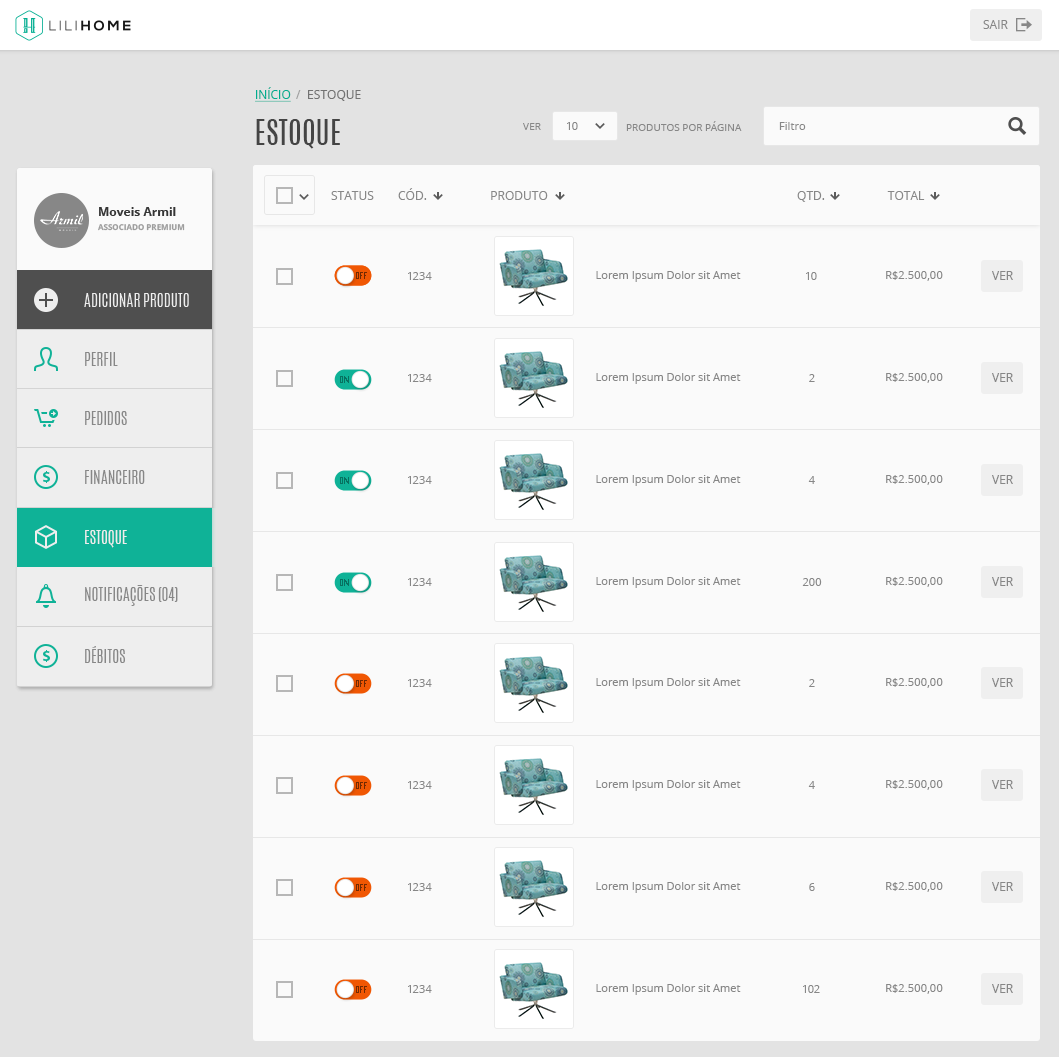 LILIHOME
SAIR
INÍCIO / ESTOQUE
ESTOQUE
VER 10 PRODUTOS POR PÁGINA
Filtro
Armil
Moveis Armil
ASSOCIADO PREMIUM
ADICIONAR PRODUTO
PERFIL
PEDIDOS
FINANCEIRO
ESTOQUE
NOTIFICAÇÕES (04)
DÉBITOS
STATUS CÓD. PRODUTO QTD. TOTAL
OFF 1234 Lorem Ipsum Dolor sit Amet 10 R$2.500,00 VER
ON 1234 Lorem Ipsum Dolor sit Amet 2 R$2.500,00 VER
ON 1234 Lorem Ipsum Dolor sit Amet 4 R$2.500,00 VER
ON 1234 Lorem Ipsum Dolor sit Amet 200 R$2.500,00 VER
OFF 1234 Lorem Ipsum Dolor sit Amet 2 R$2.500,00 VER
OFF 1234 Lorem Ipsum Dolor sit Amet 4 R$2.500,00 VER
OFF 1234 Lorem Ipsum Dolor sit Amet 6 R$2.500,00 VER
OFF 1234 Lorem Ipsum Dolor sit Amet 102 R$2.500,00 VER